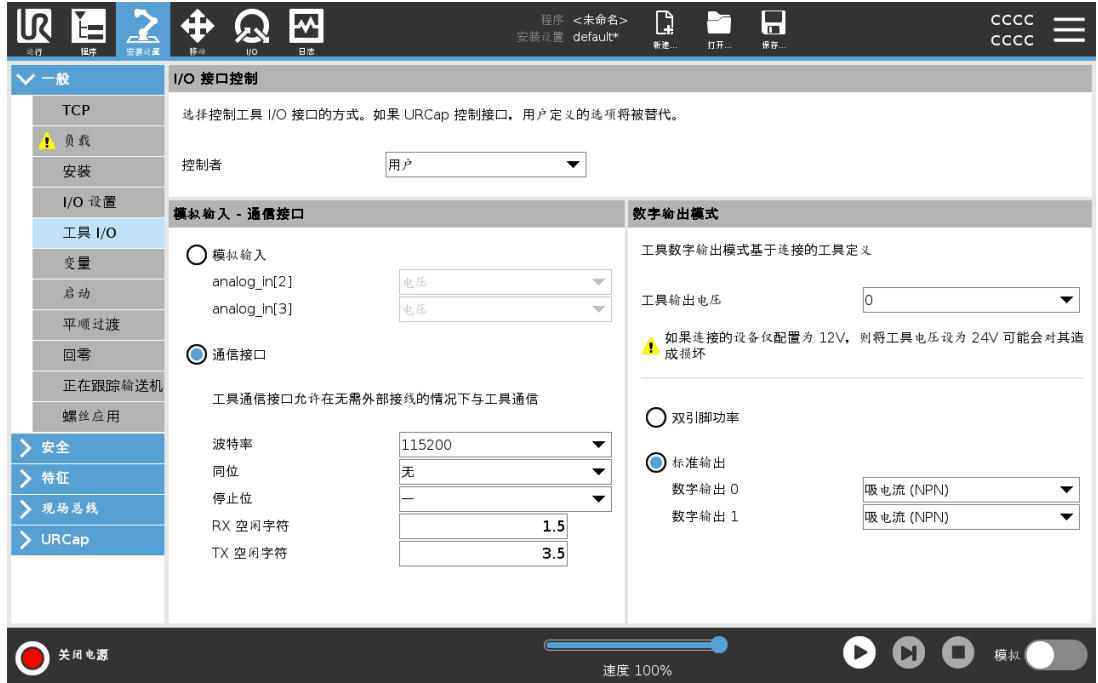 程序 <未命名>
安装设置 default*
cccc
cccc
运行
程序
安装设置
移动
I/O
日志
新建...
打开...
保存...
一般
TCP
负载
安装
I/O 设置
工具 I/O
变量
启动
平顺过渡
回零
正在跟踪输送机
螺丝应用
安全
特征
现场总线
URCap
I/O 接口控制
选择控制工具 I/O 接口的方式。如果 URCap 控制接口，用户定义的选项将被替代。
控制者 用户
模拟输入 - 通信接口
模拟输入
analog_in[2] 电压
analog_in[3] 电压
通信接口
工具通信接口允许在无需外部接线的情况下与工具通信
波特率 115200
同位 无
停止位 一
RX 空闲字符 1.5
TX 空闲字符 3.5
数字输出模式
工具数字输出模式基于连接的工具定义
工具输出电压 0
如果连接的设备仅配置为 12V，则将工具电压设为 24V 可能会对其造
成损坏
双引脚功率
标准输出
数字输出 0 吸电流 (NPN)
数字输出 1 吸电流 (NPN)
关闭电源
速度 100%
模拟